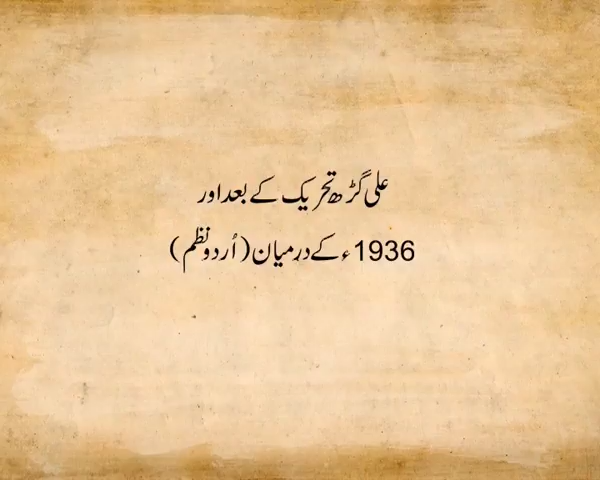 علی گڑھ تحریک کے بعد اور
1936ء کے درمیان (اُردو نظم)